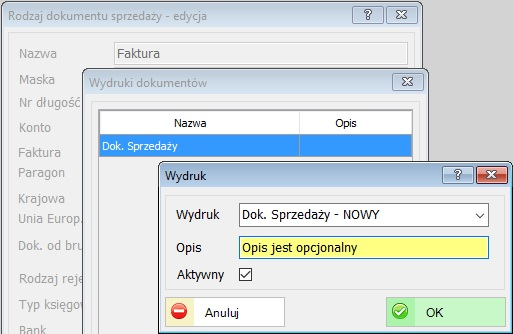 Rodzaj dokumentu sprzedaży - edycja
Nazwa Faktura
Maska
Wydruki dokumentów
Nr długość
Nazwa Opis
Konto
Dok. Sprzedaży
Faktura
Paragon
Wydruk
Krajowa
Wydruk Dok. Sprzedaży - NOWY
Unia Europ.
Dok. od bru
Opis Opis jest opcjonalny
Aktywny
Rodzaj reje
Typ księgow
Anuluj OK
Bank